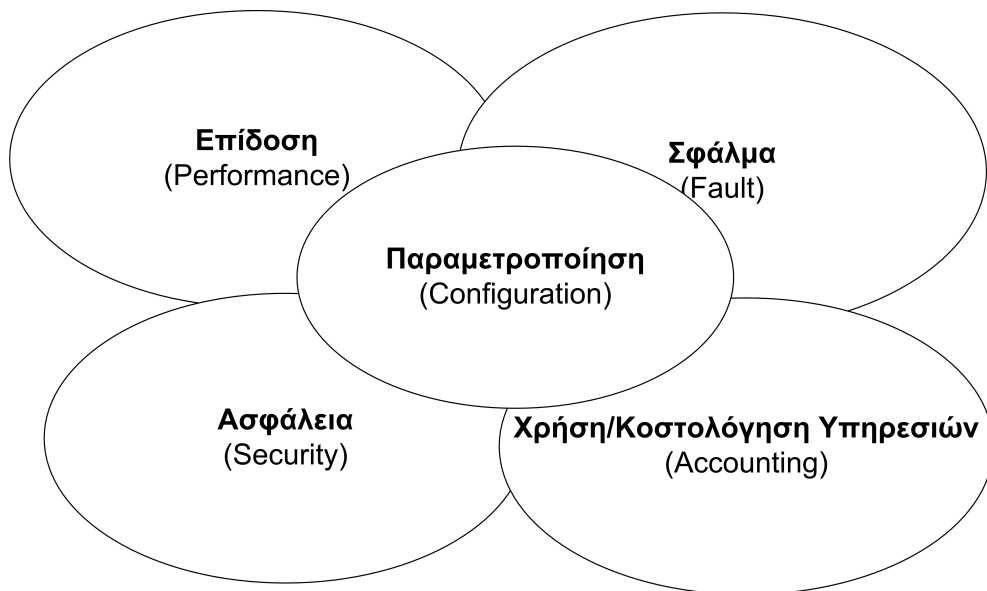 Επίδοση
(Performance)
Σφάλμα
(Fault)
Παραμετροποίηση
(Configuration)
Ασφάλεια
(Security)
Χρήση/Κοστολόγηση Υπηρεσιών
(Accounting)